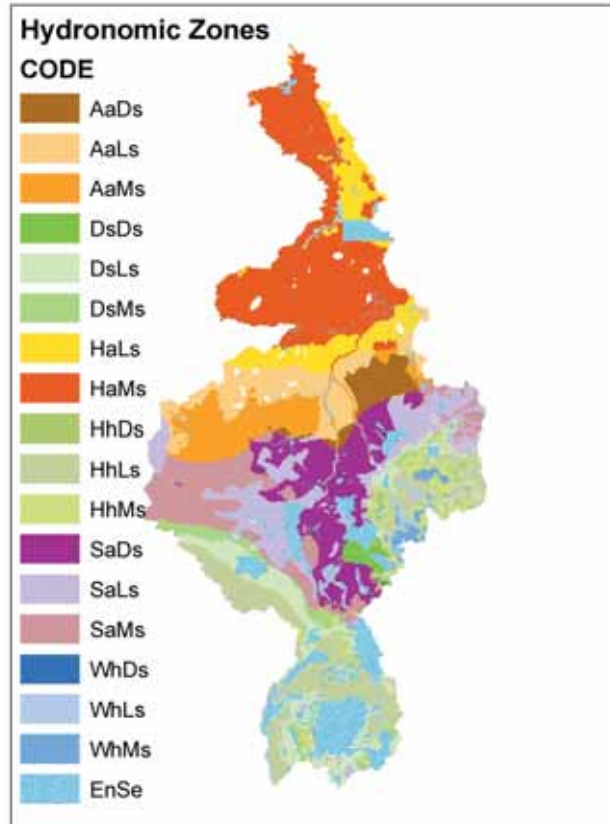 Hydronomic Zones
CODE
AaDs
AaLs
AaMs
DsDs
DsLs
DsMs
HaLs
HaMs
HhDs
HhLs
HhMs
SaDs
SaLs
SaMs
WhDs
WhLs
WhMs
EnSe